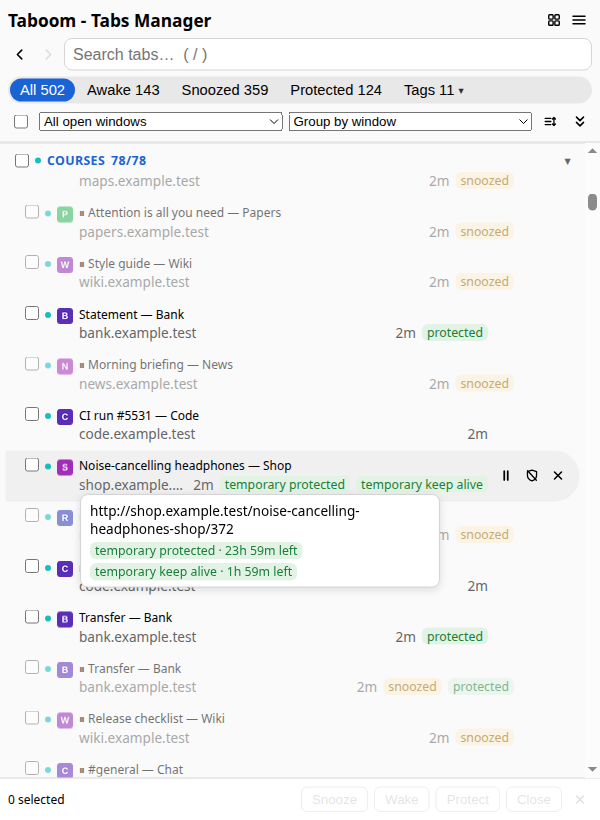 Taboom - Tabs Manager
Search tabs… ( / )
All 502 Awake 143 Snoozed 359 Protected 124 Tags 11 ▾
All open windows Group by window
COURSES 78/78 ▼
maps.example.test 2m snoozed
P Attention is all you need — Papers
papers.example.test 2m snoozed
W Style guide — Wiki
wiki.example.test 2m snoozed
B Statement — Bank
bank.example.test 2m protected
N Morning briefing — News
news.example.test 2m snoozed
C CI run #5531 — Code
code.example.test 2m
S Noise-cancelling headphones — Shop
shop.example.… 2m temporary protected temporary keep alive
http://shop.example.test/noise-cancelling-
headphones-shop/372
temporary protected · 23h 59m left
temporary keep alive · 1h 59m left
R
snoozed
C
code.example.test 2m
B Transfer — Bank
bank.example.test 2m protected
B Transfer — Bank
bank.example.test 2m snoozed protected
W Release checklist — Wiki
wiki.example.test 2m snoozed
C #general — Chat
0 selected Snooze Wake Protect Close ✕